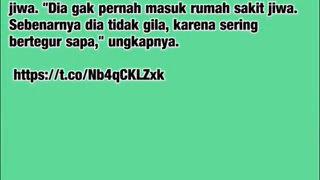 jiwa. "Dia gak pernah masuk rumah sakit jiwa.
Sebenarnya dia tidak gila, karena sering
bertegur sapa," ungkapnya.
https://t.co/Nb4qCKLZxk